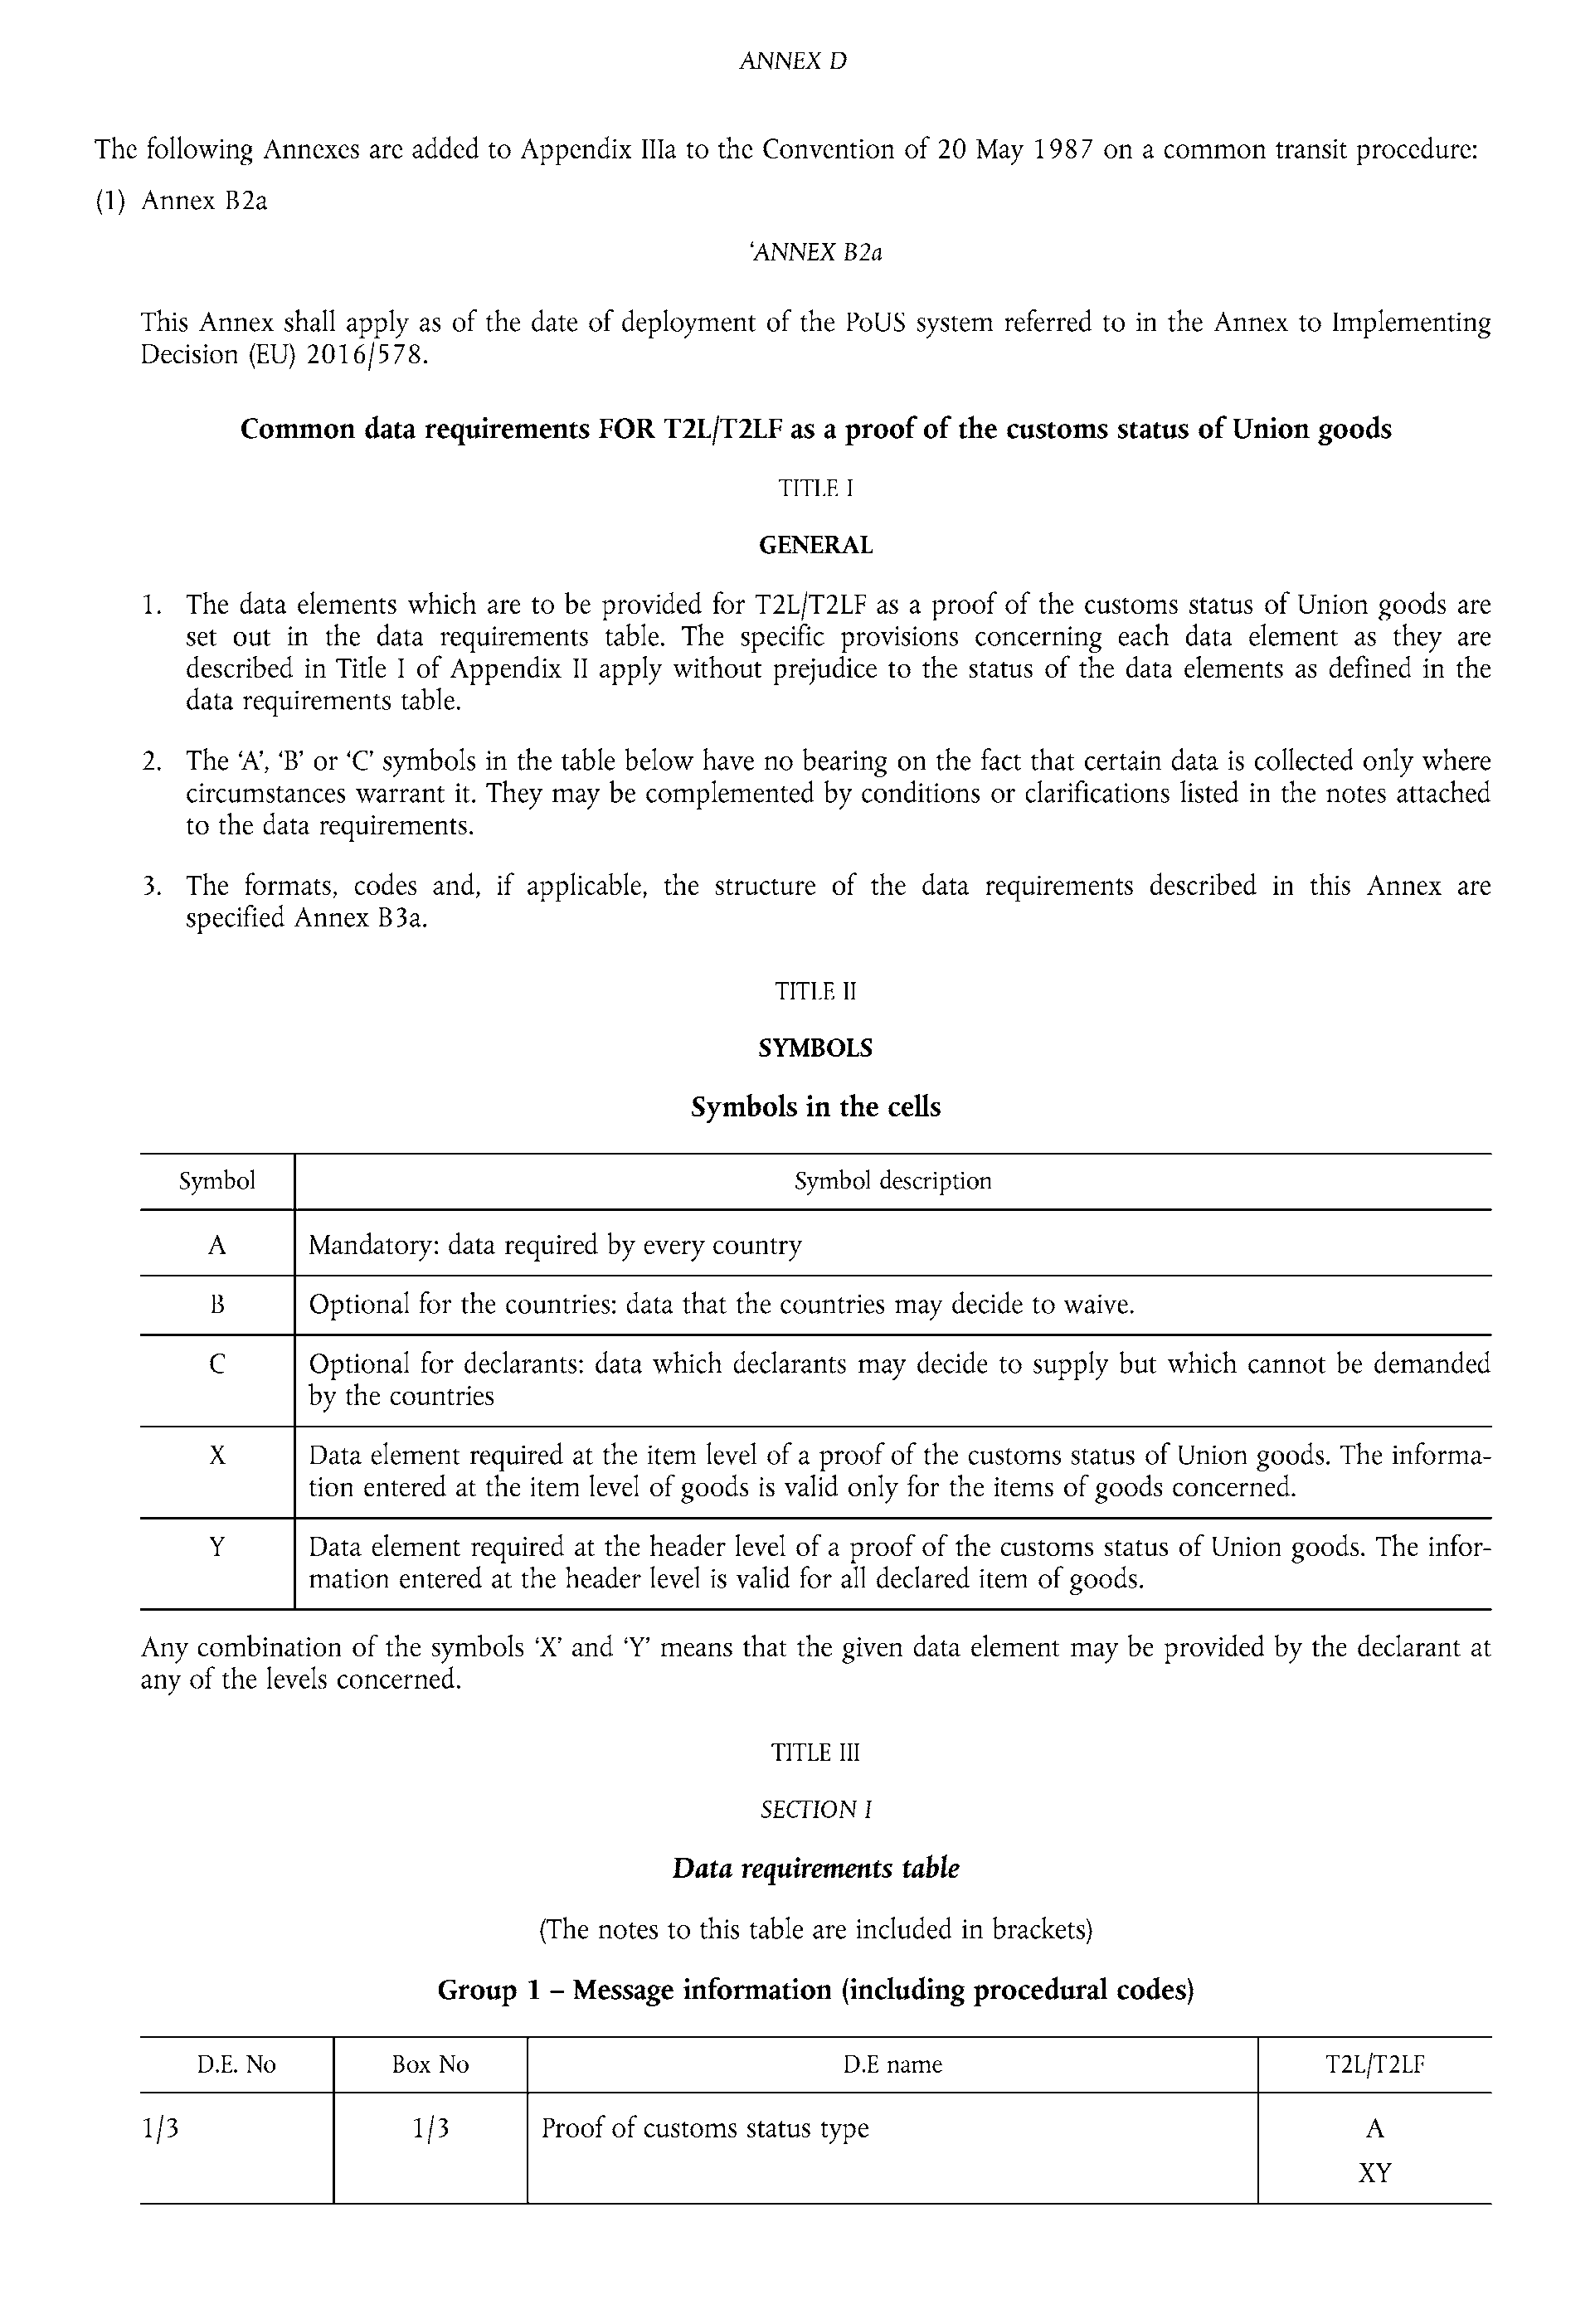 ANNEX D
The following Annexes are added to Appendix IIIa to the Convention of 20 May 1987 on a common transit procedure:
(1) Annex B2a
‘ANNEX B2a
This Annex shall apply as of the date of deployment of the PoUS system referred to in the Annex to Implementing
Decision (EU) 2016/578.
Common data requirements FOR T2L/T2LF as a proof of the customs status of Union goods
TITLE I
GENERAL
1. The data elements which are to be provided for T2L/T2LF as a proof of the customs status of Union goods are
set out in the data requirements table. The specific provisions concerning each data element as they are
described in Title I of Appendix II apply without prejudice to the status of the data elements as defined in the
data requirements table.
2. The ‘A’, ‘B’ or ‘C’ symbols in the table below have no bearing on the fact that certain data is collected only where
circumstances warrant it. They may be complemented by conditions or clarifications listed in the notes attached
to the data requirements.
3. The formats, codes and, if applicable, the structure of the data requirements described in this Annex are
specified Annex B3a.
TITLE II
SYMBOLS
Symbols in the cells
Symbol Symbol description
A Mandatory: data required by every country
B Optional for the countries: data that the countries may decide to waive.
C Optional for declarants: data which declarants may decide to supply but which cannot be demanded
by the countries
X Data element required at the item level of a proof of the customs status of Union goods. The informa-
tion entered at the item level of goods is valid only for the items of goods concerned.
Y Data element required at the header level of a proof of the customs status of Union goods. The infor-
mation entered at the header level is valid for all declared item of goods.
Any combination of the symbols ‘X’ and ‘Y’ means that the given data element may be provided by the declarant at
any of the levels concerned.
TITLE III
SECTION I
Data requirements table
(The notes to this table are included in brackets)
Group 1 – Message information (including procedural codes)
D.E. No Box No D.E name T2L/T2LF
1/3 1/3 Proof of customs status type A
XY